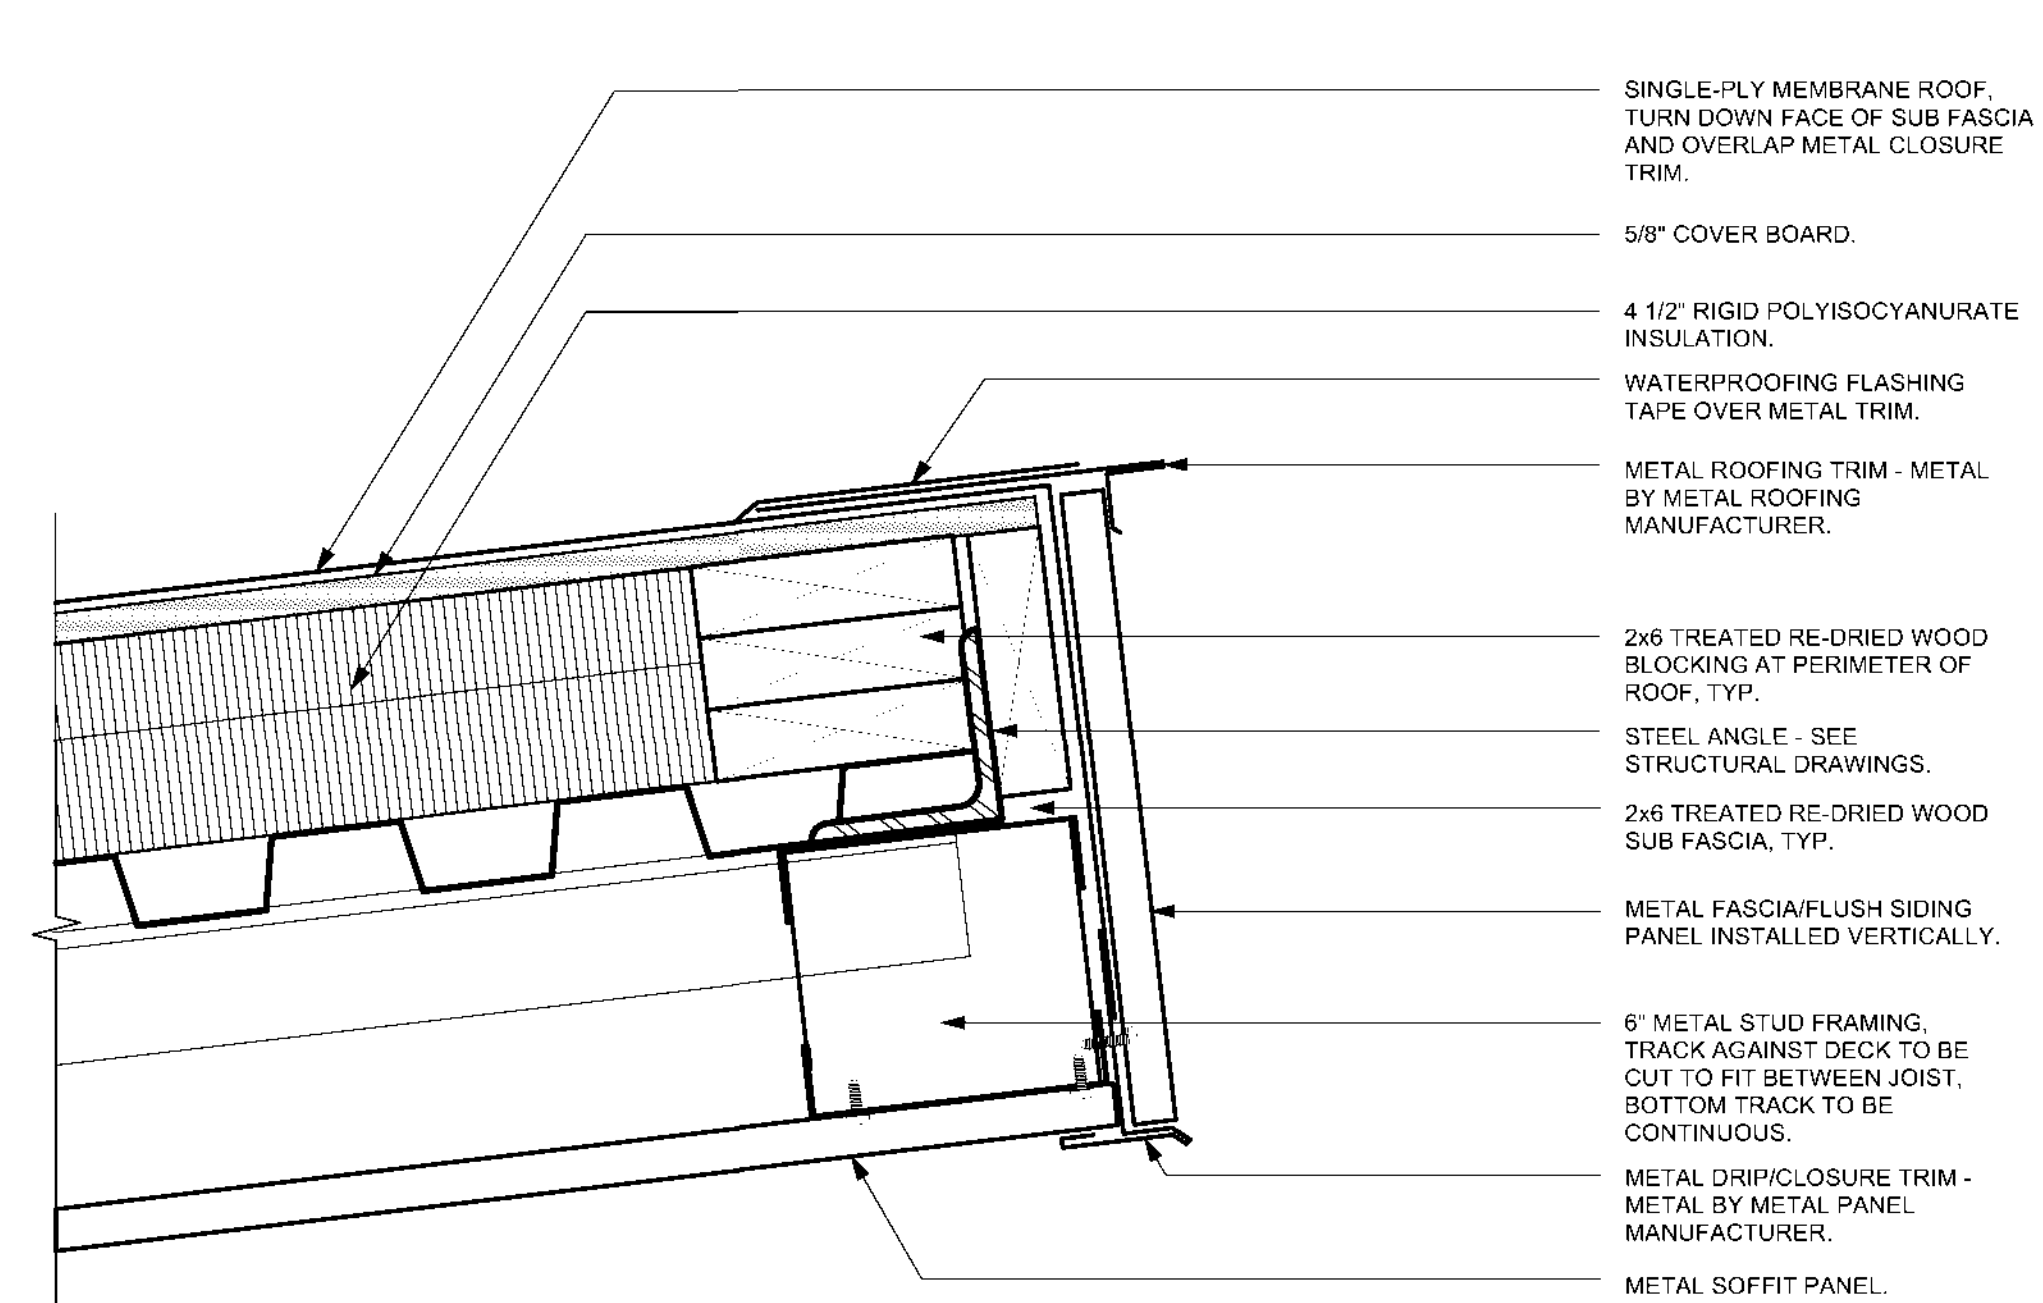 SINGLE-PLY MEMBRANE ROOF,
TURN DOWN FACE OF SUB FASCIA
AND OVERLAP METAL CLOSURE
TRIM.
5/8" COVER BOARD.
4 1/2" RIGID POLYISOCYANURATE
INSULATION.
WATERPROOFING FLASHING
TAPE OVER METAL TRIM.
METAL ROOFING TRIM - METAL
BY METAL ROOFING
MANUFACTURER.
2x6 TREATED RE-DRIED WOOD
BLOCKING AT PERIMETER OF
ROOF, TYP.
STEEL ANGLE - SEE
STRUCTURAL DRAWINGS.
2x6 TREATED RE-DRIED WOOD
SUB FASCIA, TYP.
METAL FASCIA/FLUSH SIDING
PANEL INSTALLED VERTICALLY.
6" METAL STUD FRAMING,
TRACK AGAINST DECK TO BE
CUT TO FIT BETWEEN JOIST,
BOTTOM TRACK TO BE
CONTINUOUS.
METAL DRIP/CLOSURE TRIM -
METAL BY METAL PANEL
MANUFACTURER.
METAL SOFFIT PANEL.